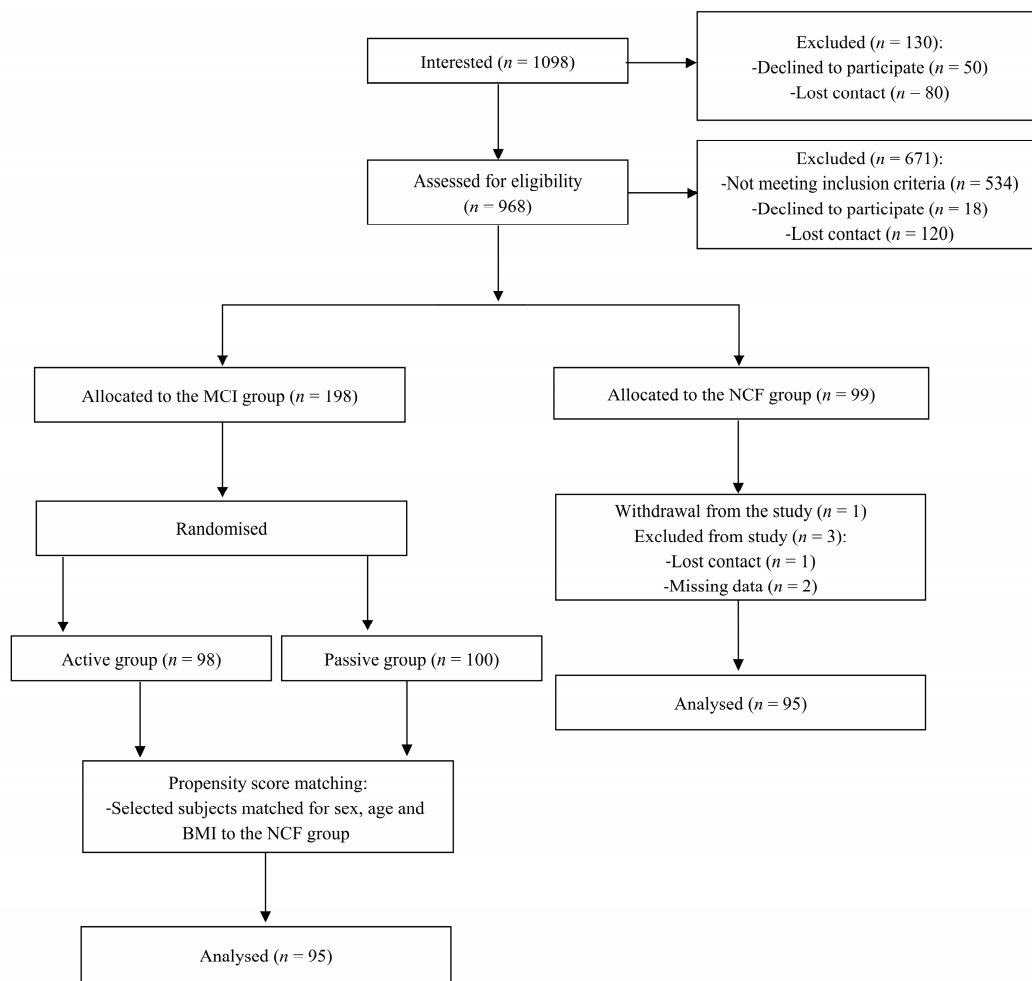 Interested (n = 1098)
Excluded (n = 130):
-Declined to participate (n = 50)
-Lost contact (n = 80)
Assessed for eligibility
(n = 968)
Excluded (n = 671):
-Not meeting inclusion criteria (n = 534)
-Declined to participate (n = 18)
-Lost contact (n = 120)
Allocated to the MCI group (n = 198)
Allocated to the NCF group (n = 99)
Randomised
Withdrawal from the study (n = 1)
Excluded from study (n = 3):
-Lost contact (n = 1)
-Missing data (n = 2)
Active group (n = 98)
Passive group (n = 100)
Analysed (n = 95)
Propensity score matching:
-Selected subjects matched for sex, age and
BMI to the NCF group
Analysed (n = 95)